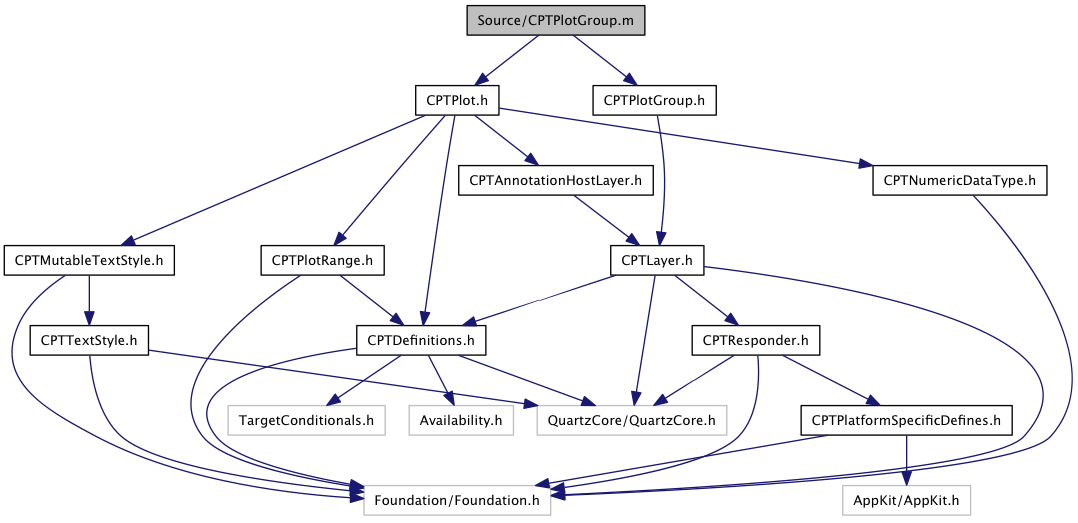 Source/CPTPlotGroup.m
CPTPlot.h
CPTPlotGroup.h
CPTAnnotationHostLayer.h
CPTNumericDataType.h
CPTMutableTextStyle.h
CPTPlotRange.h
CPTLayer.h
CPTTextStyle.h
CPTDefinitions.h
CPTResponder.h
TargetConditionals.h
Availability.h
QuartzCore/QuartzCore.h
CPTPlatformSpecificDefines.h
Foundation/Foundation.h
AppKit/AppKit.h